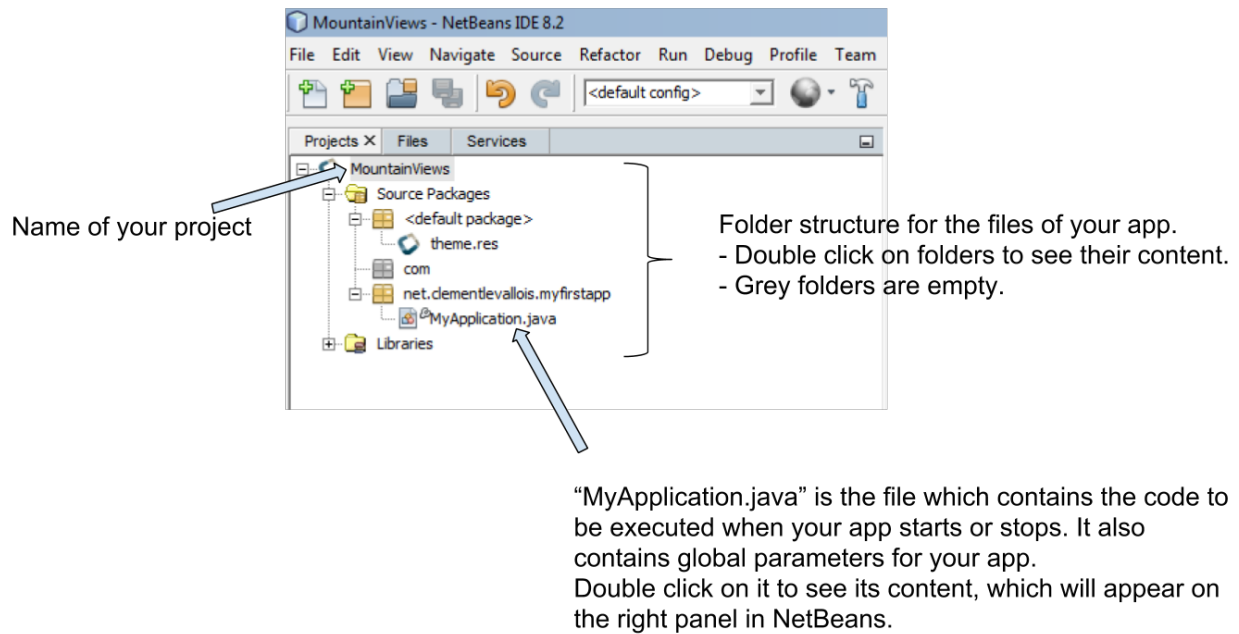 MountainViews - NetBeans IDE 8.2
File Edit View Navigate Source Refactor Run Debug Profile Team
<default config>
Projects Files Services
MountainViews
Source Packages
<default package>
theme.res
com
net.clementlevallois.myfirstapp
MyApplication.java
Libraries
Name of your project
Folder structure for the files of your app.
- Double click on folders to see their content.
- Grey folders are empty.
“MyApplication.java” is the file which contains the code to
be executed when your app starts or stops. It also
contains global parameters for your app.
Double click on it to see its content, which will appear on
the right panel in NetBeans.